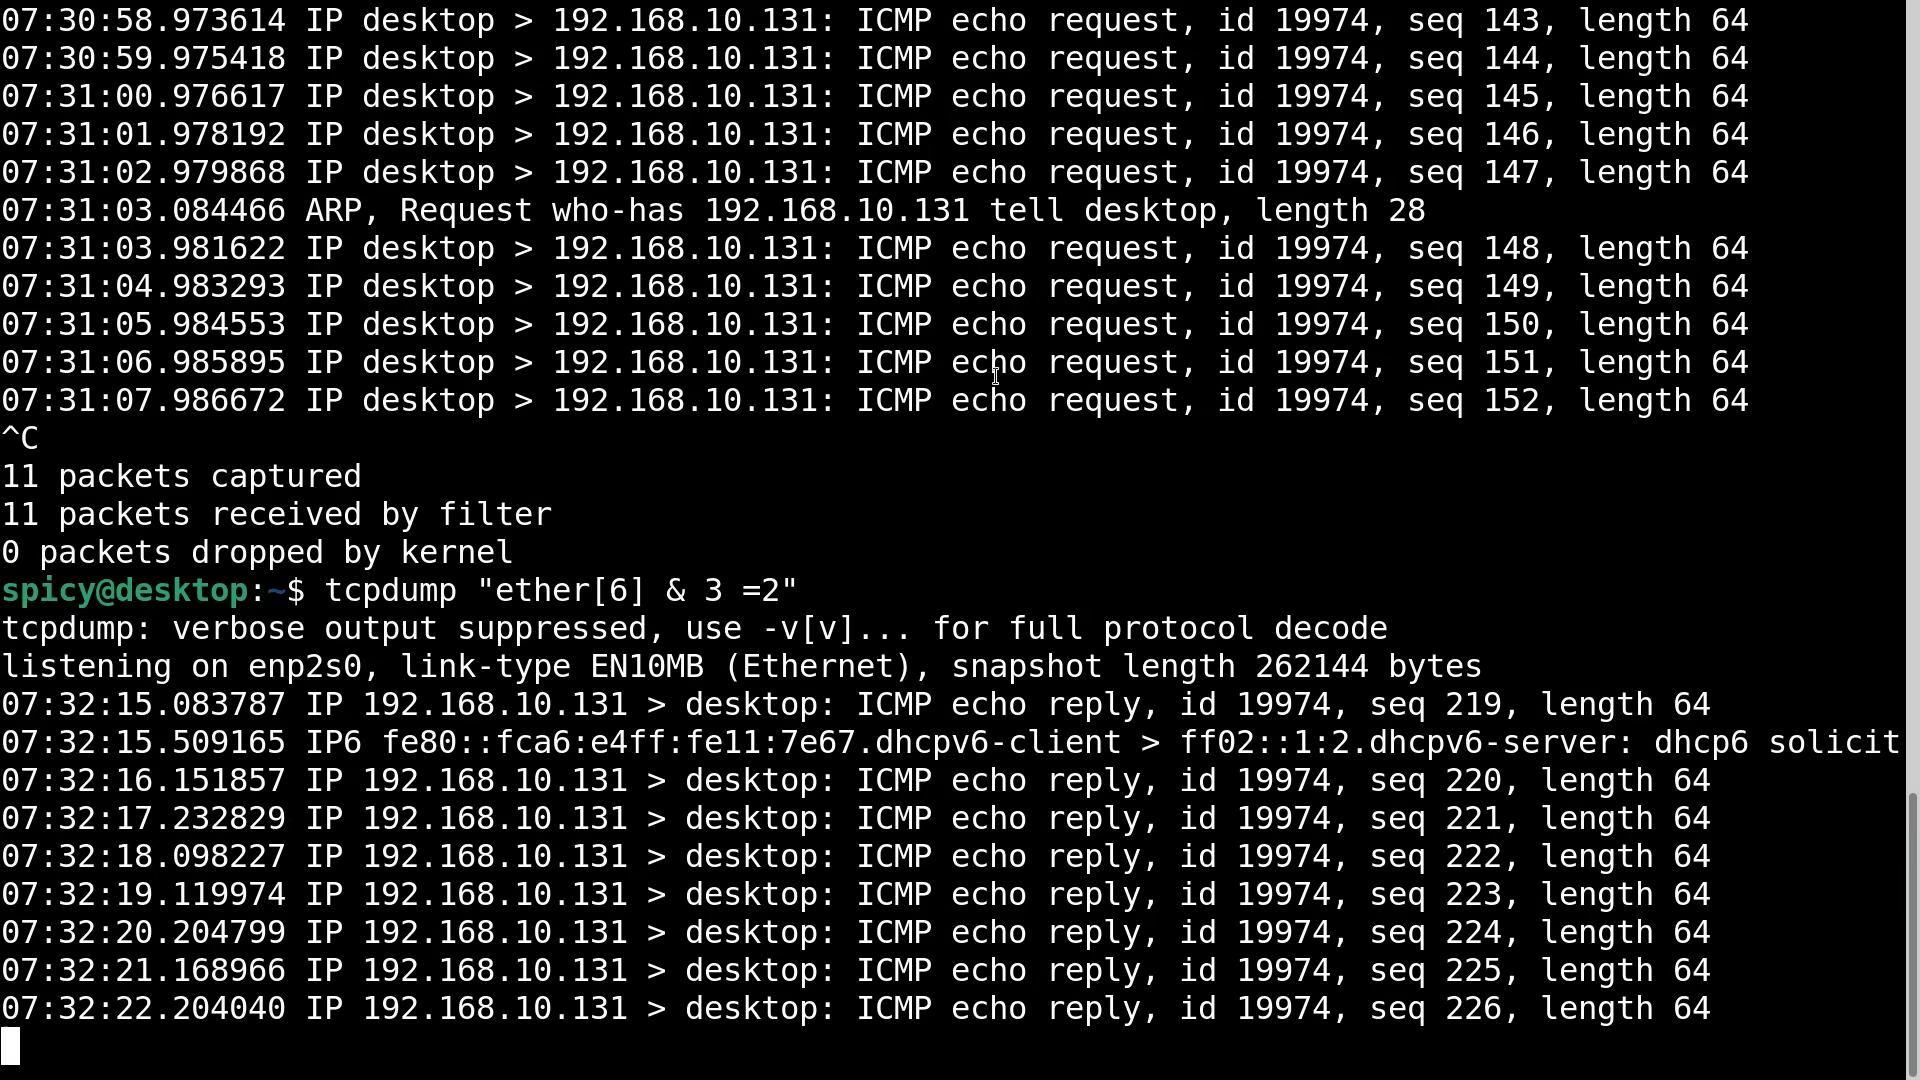 07:30:58.973614 IP desktop > 192.168.10.131: ICMP echo request, id 19974, seq 143, length 64
07:30:59.975418 IP desktop > 192.168.10.131: ICMP echo request, id 19974, seq 144, length 64
07:31:00.976617 IP desktop > 192.168.10.131: ICMP echo request, id 19974, seq 145, length 64
07:31:01.978192 IP desktop > 192.168.10.131: ICMP echo request, id 19974, seq 146, length 64
07:31:02.979868 IP desktop > 192.168.10.131: ICMP echo request, id 19974, seq 147, length 64
07:31:03.084466 ARP, Request who-has 192.168.10.131 tell desktop, length 28
07:31:03.981622 IP desktop > 192.168.10.131: ICMP echo request, id 19974, seq 148, length 64
07:31:04.983293 IP desktop > 192.168.10.131: ICMP echo request, id 19974, seq 149, length 64
07:31:05.984553 IP desktop > 192.168.10.131: ICMP echo request, id 19974, seq 150, length 64
07:31:06.985895 IP desktop > 192.168.10.131: ICMP echo request, id 19974, seq 151, length 64
07:31:07.986672 IP desktop > 192.168.10.131: ICMP echo request, id 19974, seq 152, length 64
^C
11 packets captured
11 packets received by filter
0 packets dropped by kernel
spicy@desktop:~$ tcpdump "ether[6] & 3 =2"
tcpdump: verbose output suppressed, use -v[v]... for full protocol decode
listening on enp2s0, link-type EN10MB (Ethernet), snapshot length 262144 bytes
07:32:15.083787 IP 192.168.10.131 > desktop: ICMP echo reply, id 19974, seq 219, length 64
07:32:15.509165 IP6 fe80::fca6:e4ff:fe11:7e67.dhcpv6-client > ff02::1:2.dhcpv6-server: dhcp6 solicit
07:32:16.151857 IP 192.168.10.131 > desktop: ICMP echo reply, id 19974, seq 220, length 64
07:32:17.232829 IP 192.168.10.131 > desktop: ICMP echo reply, id 19974, seq 221, length 64
07:32:18.098227 IP 192.168.10.131 > desktop: ICMP echo reply, id 19974, seq 222, length 64
07:32:19.119974 IP 192.168.10.131 > desktop: ICMP echo reply, id 19974, seq 223, length 64
07:32:20.204799 IP 192.168.10.131 > desktop: ICMP echo reply, id 19974, seq 224, length 64
07:32:21.168966 IP 192.168.10.131 > desktop: ICMP echo reply, id 19974, seq 225, length 64
07:32:22.204040 IP 192.168.10.131 > desktop: ICMP echo reply, id 19974, seq 226, length 64